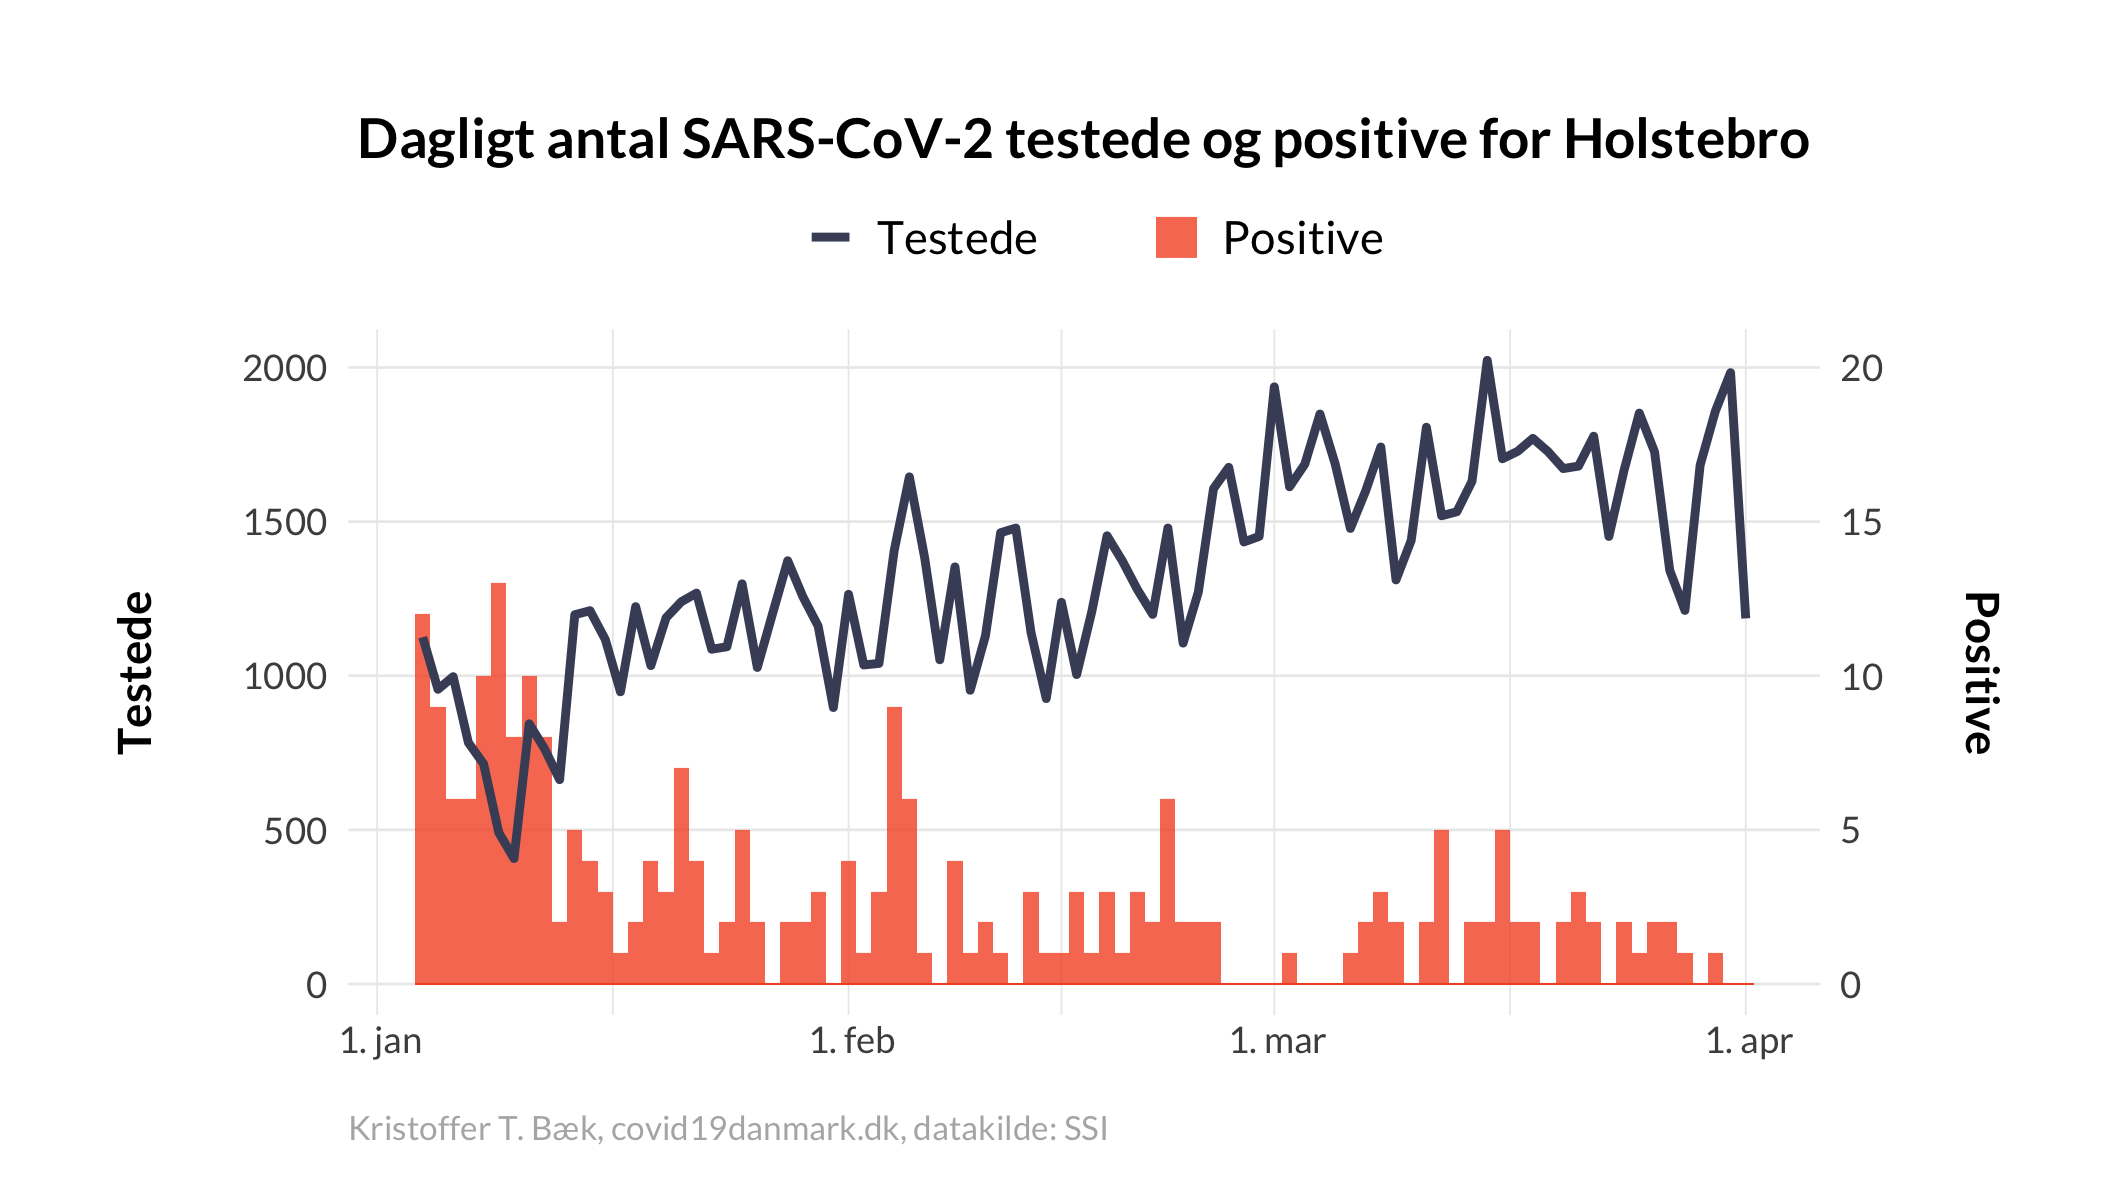 Dagligt antal SARS-CoV-2 testede og positive for Holstebro
Testede
Positive
2000
1500
1000
500
0
Testede
20
15
10
5
0
Positive
1. jan
1. feb
1. mar
1. apr
Kristoffer T. Bæk, covid19danmark.dk, datakilde: SSI